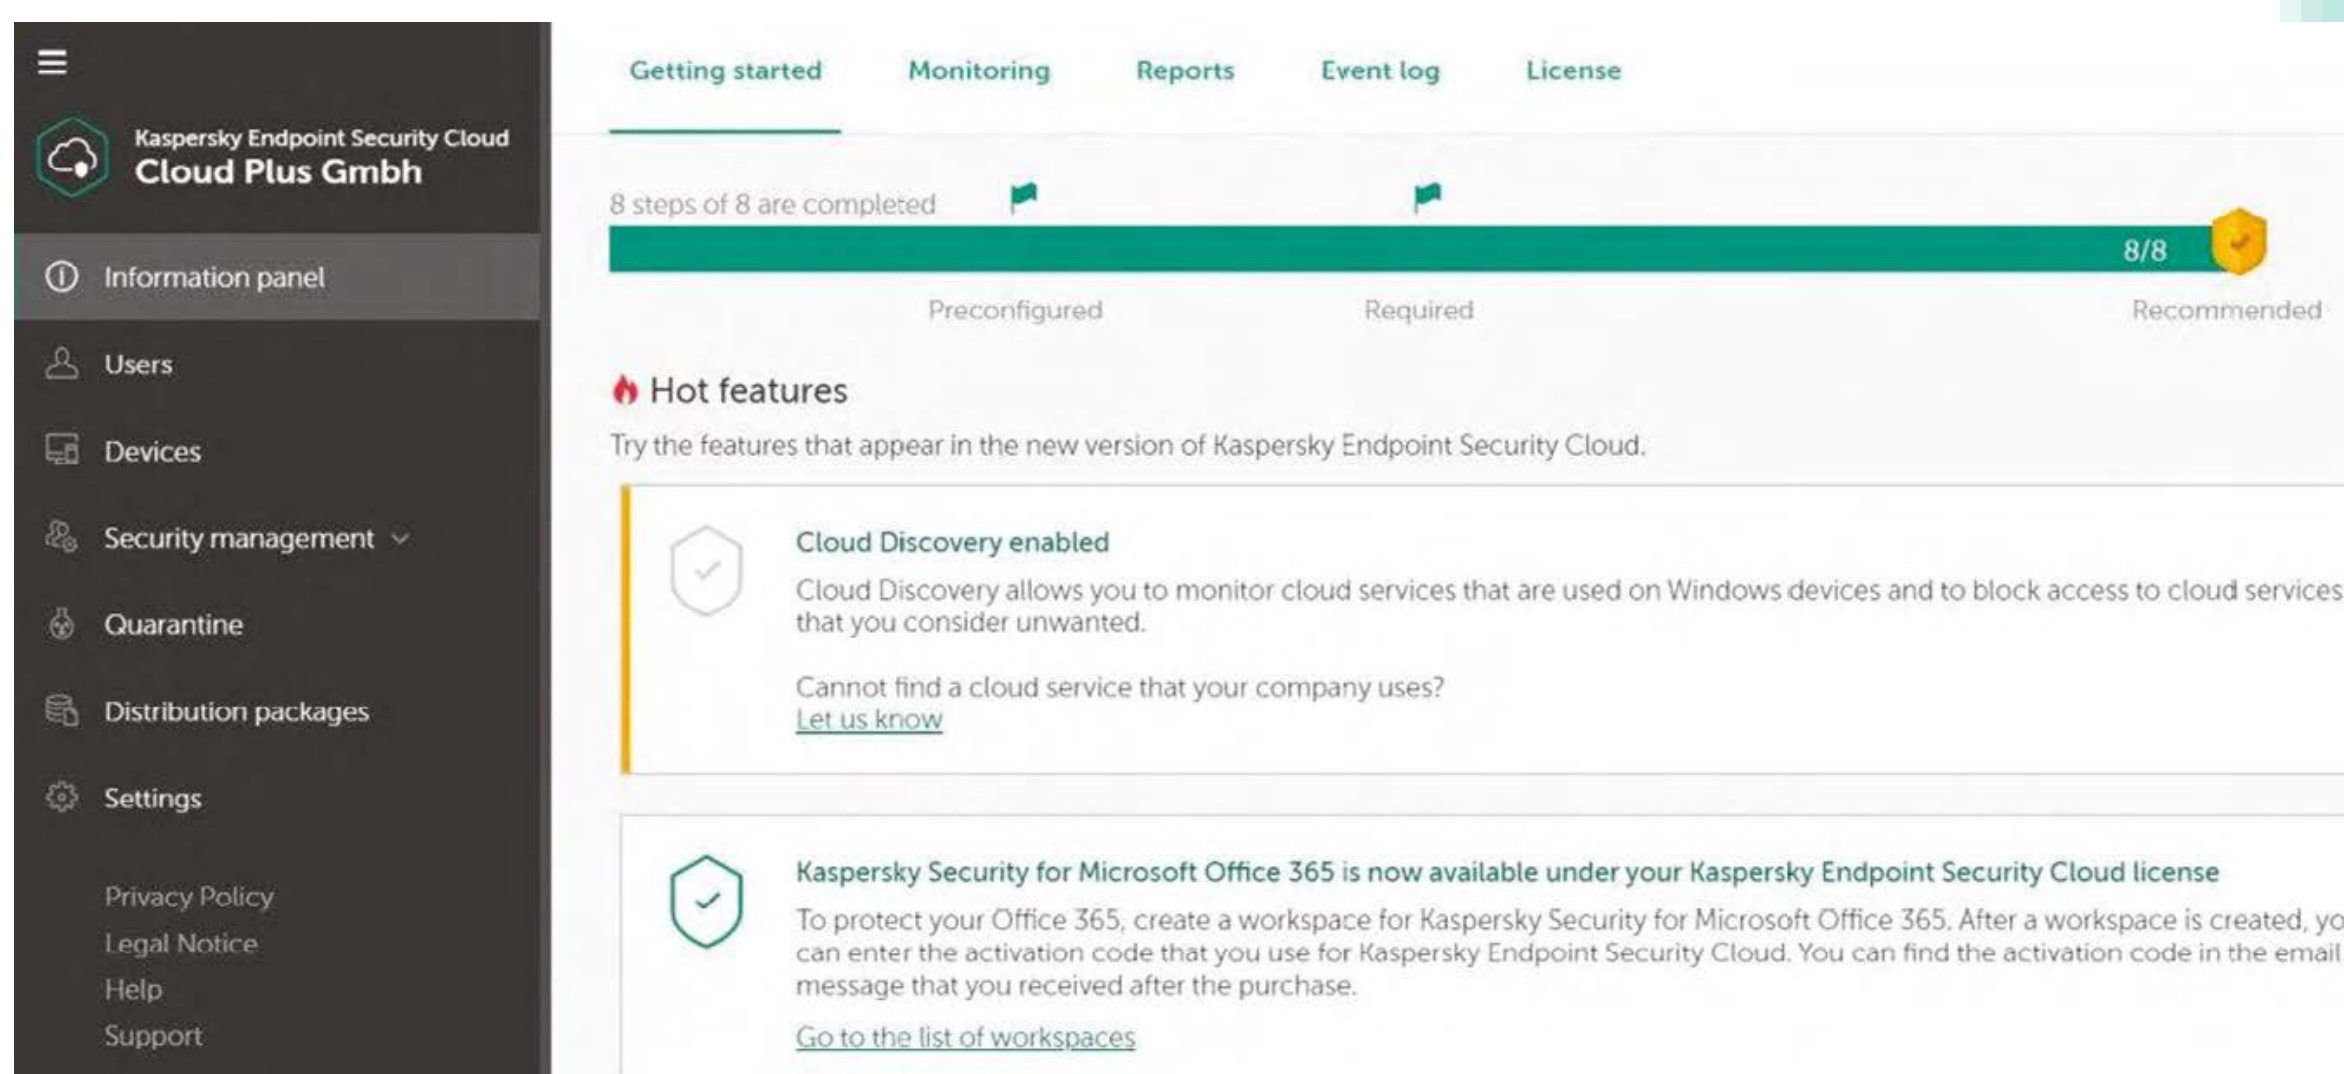 Kaspersky Endpoint Security Cloud
Cloud Plus Gmbh
Information panel
Users
Devices
Security management
Quarantine
Distribution packages
Settings
Privacy Policy
Legal Notice
Help
Support
Getting started Monitoring Reports Event log License
8 steps of 8 are completed
8/8
Preconfigured Required Recommended
Hot features
Try the features that appear in the new version of Kaspersky Endpoint Security Cloud.
Cloud Discovery enabled
Cloud Discovery allows you to monitor cloud services that are used on Windows devices and to block access to cloud services
that you consider unwanted.
Cannot find a cloud service that your company uses?
Let us know
Kaspersky Security for Microsoft Office 365 is now available under your Kaspersky Endpoint Security Cloud license
To protect your Office 365, create a workspace for Kaspersky Security for Microsoft Office 365. After a workspace is created, yo
can enter the activation code that you use for Kaspersky Endpoint Security Cloud. You can find the activation code in the email
message that you received after the purchase.
Go to the list of workspaces